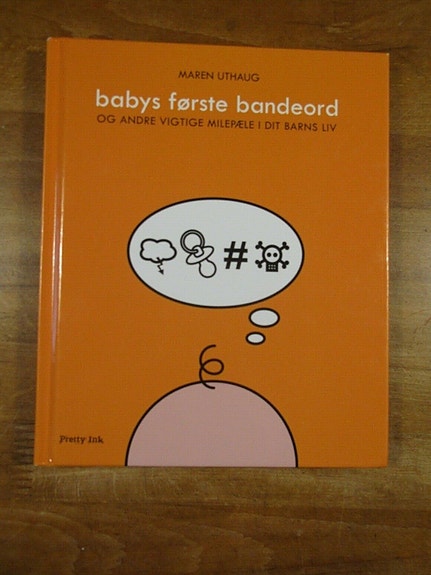 MAREN UTHAUG
babys første bandeord
OG ANDRE VIGTIGE MILEPÆLE I DIT BARNS LIV
#
Pretty Ink